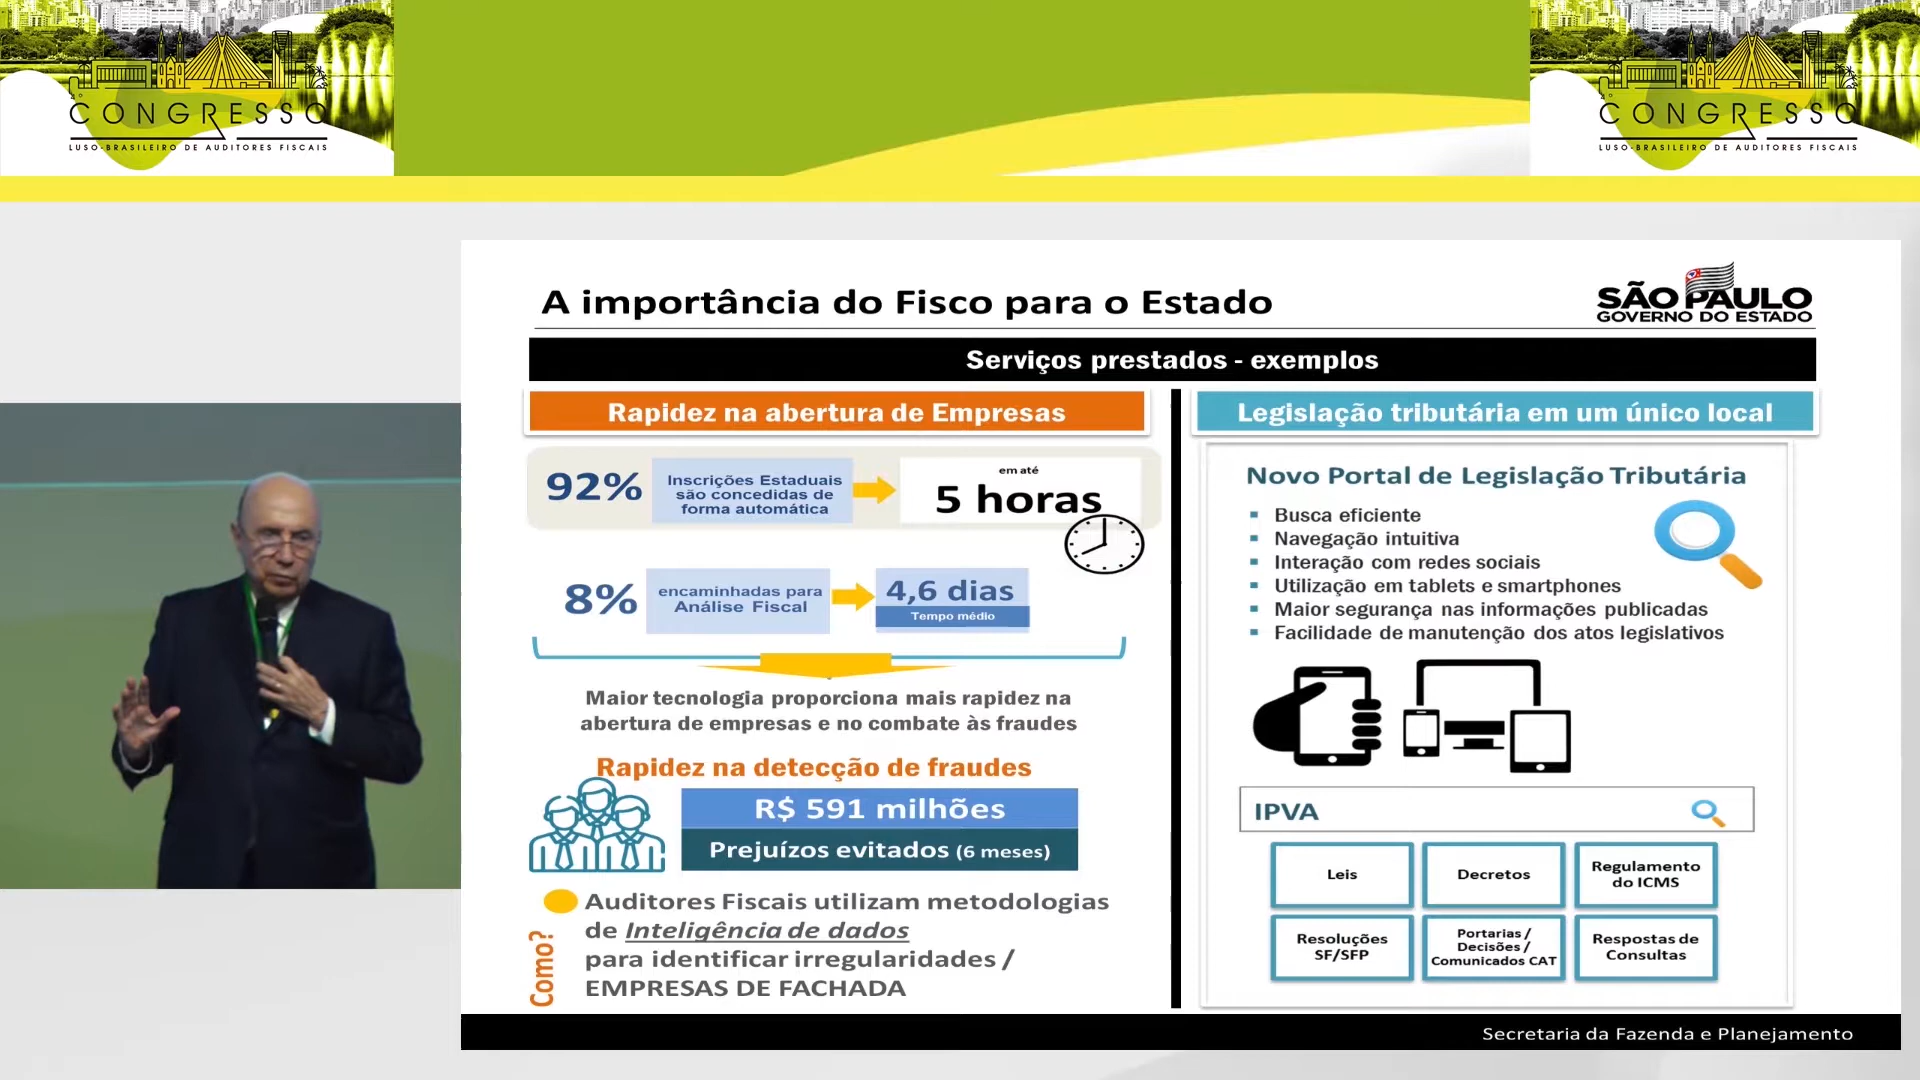 4º
CONGRESSO
LUSO-BRASILEIRO DE AUDITORES FISCAIS
4º
CONGRESSO
LUSO-BRASILEIRO DE AUDITORES FISCAIS
A importância do Fisco para o Estado
SÃO PAULO
GOVERNO DO ESTADO
Serviços prestados - exemplos
Rapidez na abertura de Empresas
92%
Inscrições Estaduais
são concedidas de
forma automática
em até
5 horas
8%
encaminhadas para
Análise Fiscal
4,6 dias
Tempo médio
Maior tecnologia proporciona mais rapidez na
abertura de empresas e no combate às fraudes
Rapidez na detecção de fraudes
R$ 591 milhões
Prejuízos evitados (6 meses)
Como?
Auditores Fiscais utilizam metodologias
de Inteligência de dados
para identificar irregularidades /
EMPRESAS DE FACHADA
Legislação tributária em um único local
Novo Portal de Legislação Tributária
▪ Busca eficiente
▪ Navegação intuitiva
▪ Interação com redes sociais
▪ Utilização em tablets e smartphones
▪ Maior segurança nas informações publicadas
▪ Facilidade de manutenção dos atos legislativos
IPVA
Leis
Decretos
Regulamento
do ICMS
Resoluções
SF/SFP
Portarias /
Decisões /
Comunicados CAT
Respostas de
Consultas
Secretaria da Fazenda e Planejamento